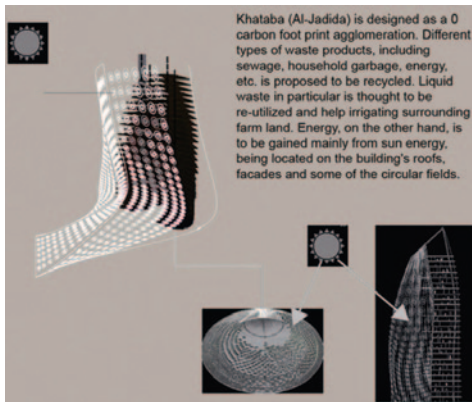 Khataba (Al-Jadida) is designed as a 0
carbon foot print agglomeration. Different
types of waste products, including
sewage, household garbage, energy,
etc. is proposed to be recycled. Liquid
waste in particular is thought to be
re-utilized and help irrigating surrounding
farm land. Energy, on the other hand, is
to be gained mainly from sun energy,
being located on the building's roofs,
facades and some of the circular fields.